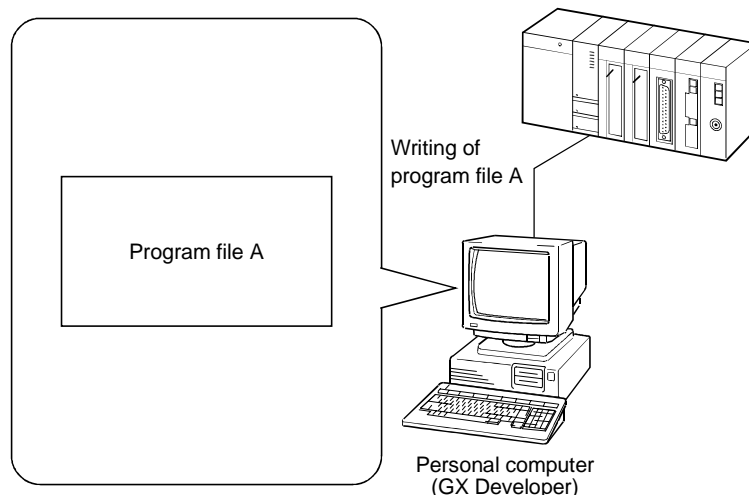 Writing of
program file A
Program file A
Personal computer
(GX Developer)